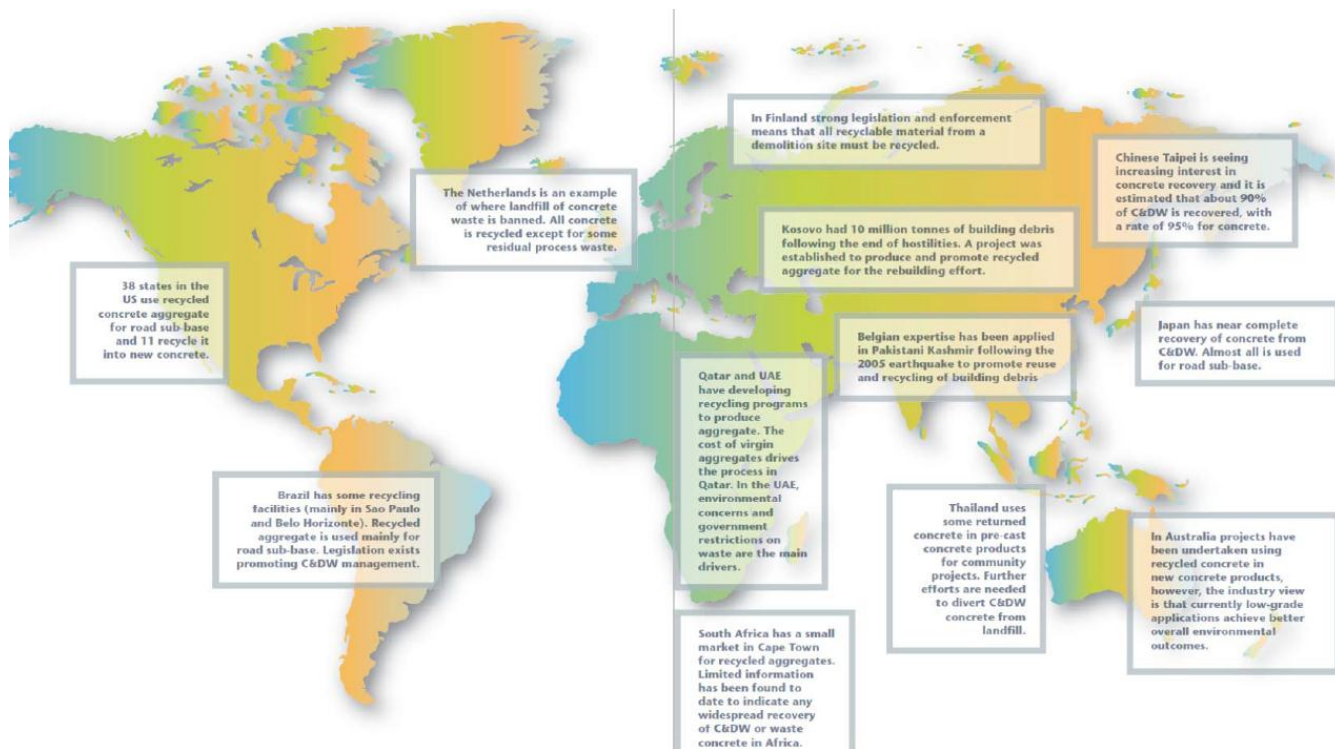 In Finland strong legislation and enforcement
means that all recyclable material from a
demolition site must be recycled.
Chinese Taipei is seeing
increasing interest in
concrete recovery and it is
estimated that about 90%
of C&DW is recovered, with
a rate of 95% for concrete.
The Netherlands is an example
of where landfill of concrete
waste is banned. All concrete
is recycled except for some
residual process waste.
Kosovo had 10 million tonnes of building debris
following the end of hostilities. A project was
established to produce and promote recycled
aggregate for the rebuilding effort.
38 states in the
US use recycled
concrete aggregate
for road sub-base
and 11 recycle it
into new concrete.
Belgian expertise has been applied
in Pakistani Kashmir following the
2005 earthquake to promote reuse
and recycling of building debris
Japan has near complete
recovery of concrete from
C&DW. Almost all is used
for road sub-base.
Qatar and UAE
have developing
recycling programs
to produce
aggregate. The
cost of virgin
aggregates drives
the process in
Qatar. In the UAE,
environmental
concerns and
government
restrictions on
waste are the main
drivers.
Brazil has some recycling
facilities (mainly in Sao Paulo
and Belo Horizonte). Recycled
aggregate is used mainly for
road sub-base. Legislation exists
promoting C&DW management.
Thailand uses
some returned
concrete in pre-cast
concrete products
for community
projects. Further
efforts are needed
to divert C&DW
concrete from
landfill.
In Australia projects have
been undertaken using
recycled concrete in
new concrete products,
however, the industry view
is that currently low-grade
applications achieve better
overall environmental
outcomes.
South Africa has a small
market in Cape Town
for recycled aggregates.
Limited information
has been found to
date to indicate any
widespread recovery
of C&DW or waste
concrete in Africa.